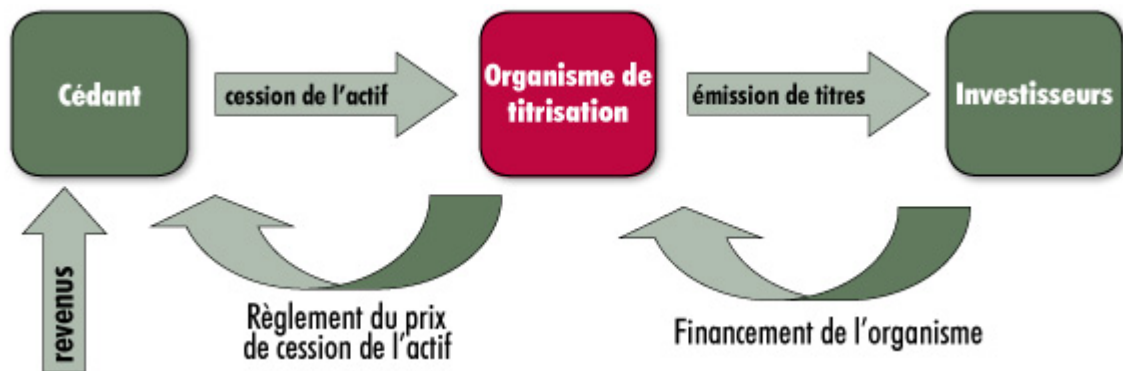 Cédant
cession de l'actif
Organisme de
titrisation
émission de titres
Investisseurs
revenus
Règlement du prix
de cession de l'actif
Financement de l'organisme